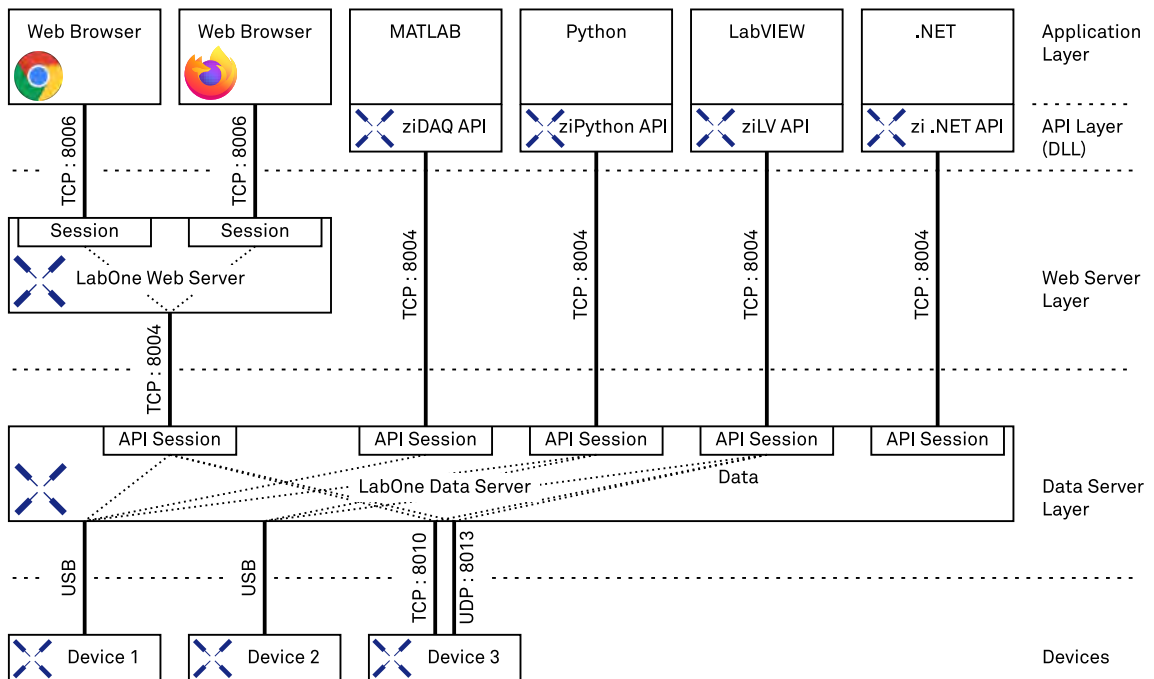 Web Browser
Web Browser
MATLAB
Python
LabVIEW
.NET
Application
Layer
ziDAQ API
ziPython API
ziLV API
zi .NET API
API Layer
(DLL)
TCP : 8006
TCP : 8006
Session
Session
LabOne Web Server
TCP : 8004
TCP : 8004
TCP : 8004
TCP : 8004
Web Server
Layer
TCP : 8004
API Session
API Session
API Session
API Session
API Session
LabOne Data Server
Data
Data Server
Layer
USB
USB
TCP : 8010
UDP : 8013
Device 1
Device 2
Device 3
Devices